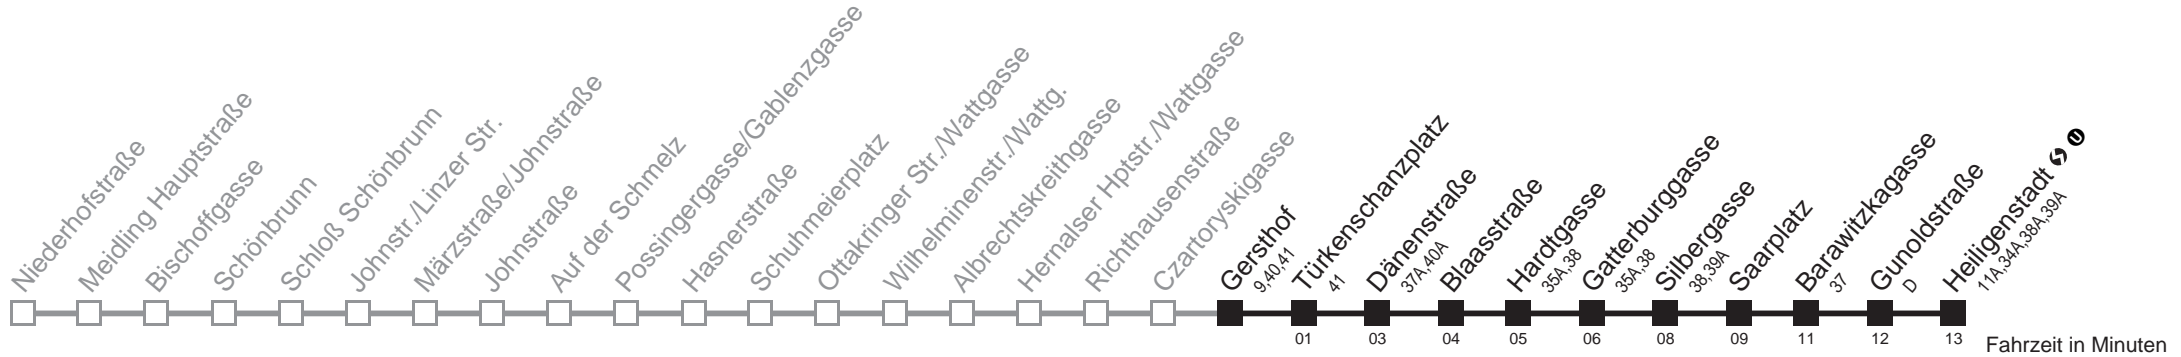 Niederhofstraße
Meidling Hauptstraße
Bischoffgasse
Schönbrunn
Schloß Schönbrunn
Johnstr./Linzer Str.
Märzstraße/Johnstraße
Johnstraße
Auf der Schmelz
Possingergasse/Gablenzgasse
Hasnerstraße
Schuhmeierplatz
Ottakringer Str./Wattgasse
Wilhelminenstr./Wattg.
Albrechtskreithgasse
Hernalser Hptstr./Wattgasse
Richthausenstraße
Czartoryskigasse
Gersthof
9,40,41
Türkenschanzplatz
41
Dänenstraße
37A,40A
Blaasstraße
Hardtgasse
35A,38
Gatterburggasse
35A,38
Silbergasse
38,39A
Saarplatz
Barawitzkagasse
37
Gunoldstraße
D
Heiligenstadt S U
11A,34A,38A,39A
01 03 04 05 06 08 09 11 12 13 Fahrzeit in Minuten